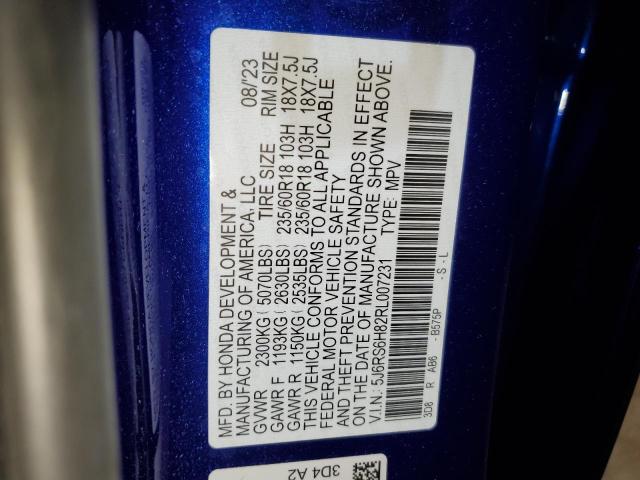 MFD. BY HONDA DEVELOPMENT &
MANUFACTURING OF AMERICA, LLC 08/'23
GVWR 2300KG (5070LBS) TIRE SIZE RIM SIZE
GAWR F 1193KG (2630LBS) 235/60R18 103H 18X7.5J
GAWR R 1150KG (2535LBS) 235/60R18 103H 18X7.5J
THIS VEHICLE CONFORMS TO ALL APPLICABLE
FEDERAL MOTOR VEHICLE SAFETY
AND THEFT PREVENTION STANDARDS IN EFFECT
ON THE DATE OF MANUFACTURE SHOWN ABOVE.
V.I.N.: 5J6RS6H82RL007231 TYPE: MPV
3D8 R AB6 -B575P -S-L
3D4 A2